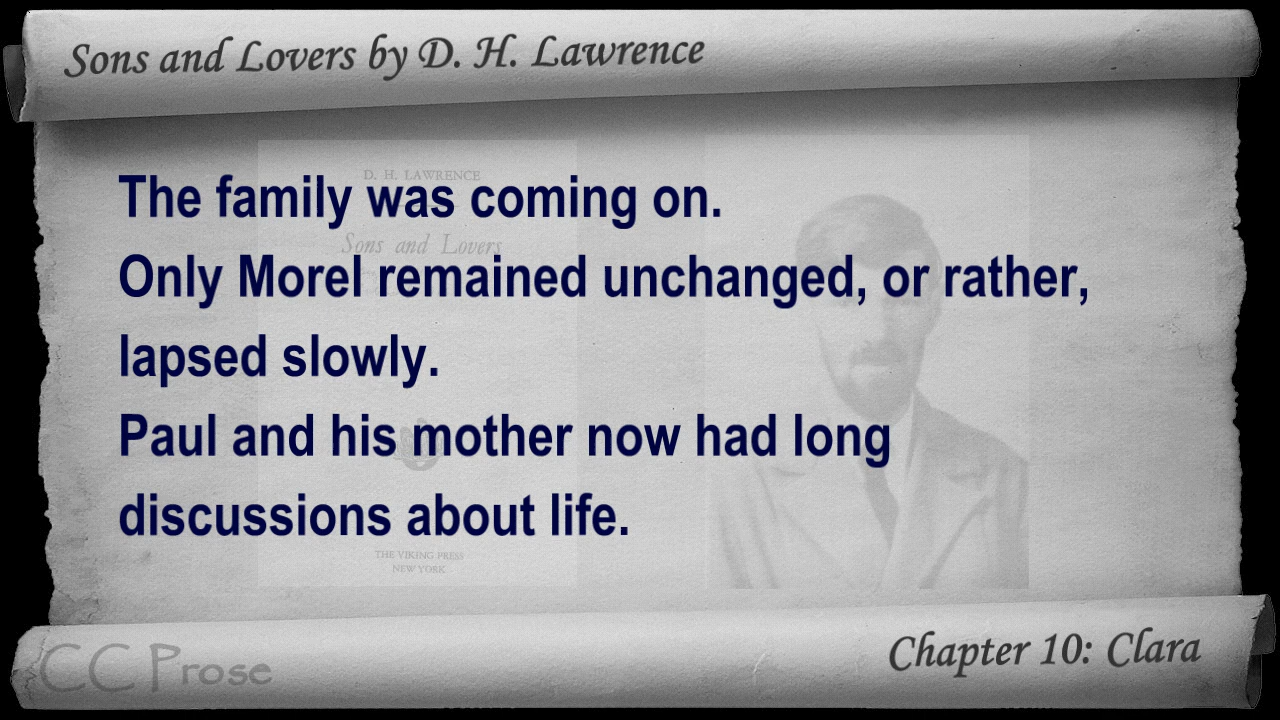 Sons and Lovers by D. H. Lawrence
D. H. LAWRENCE
The family was coming on.
Sons and Lovers
Only Morel remained unchanged, or rather,
lapsed slowly.
Paul and his mother now had long
discussions about life.
THE VIKING PRESS
NEW YORK
Chapter 10: Clara
CC Prose